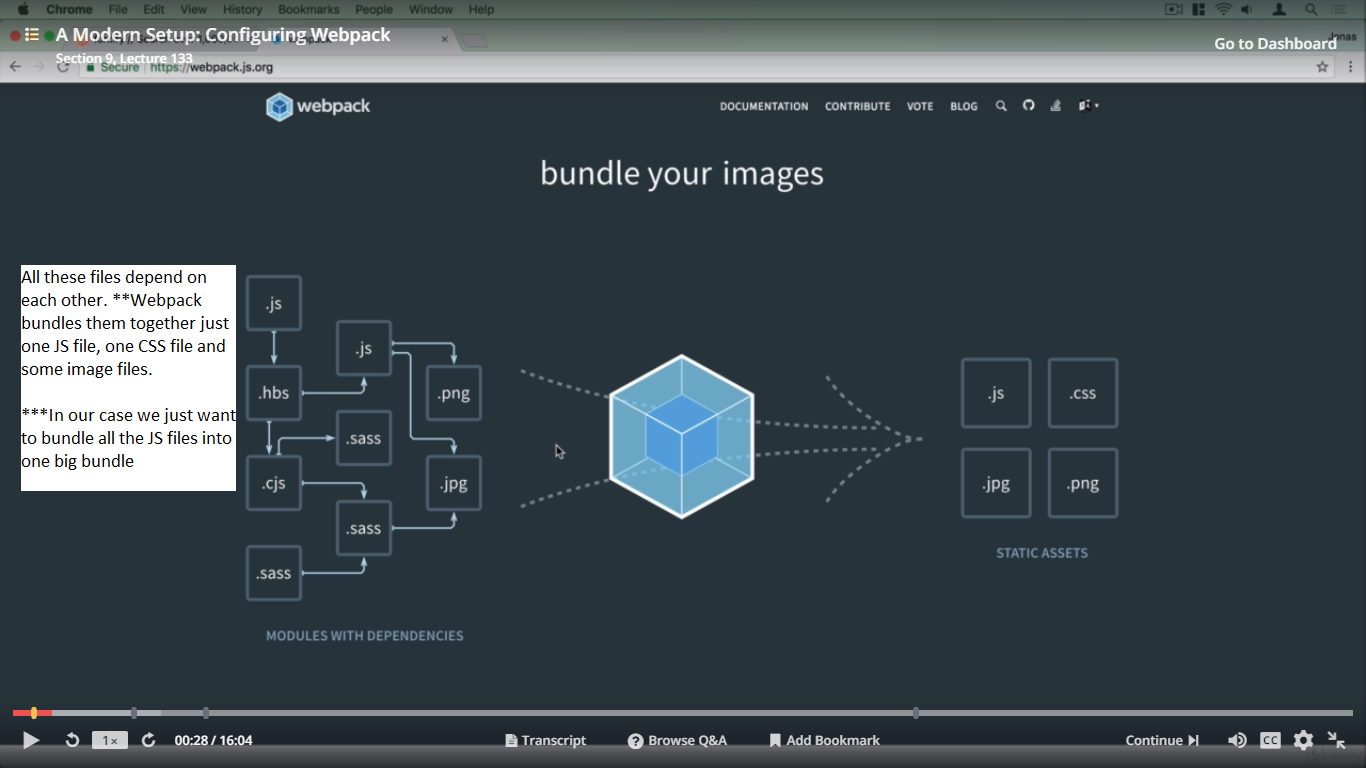 Chrome File Edit View History Bookmarks People Window Help
A Modern Setup: Configuring Webpack
Section 9, Lecture 133
Jonas
Go to Dashboard
Secure https://webpack.js.org
webpack
DOCUMENTATION CONTRIBUTE VOTE BLOG
bundle your images
All these files depend on
each other. **Webpack
bundles them together just
one JS file, one CSS file and
some image files.
***In our case we just want
to bundle all the JS files into
one big bundle
.js
.js
.hbs
.png
.sass
.cjs
.jpg
.sass
.sass
MODULES WITH DEPENDENCIES
.js .css
.jpg .png
STATIC ASSETS
1x
00:28 / 16:04
Transcript
Browse Q&A
Add Bookmark
Continue
CC